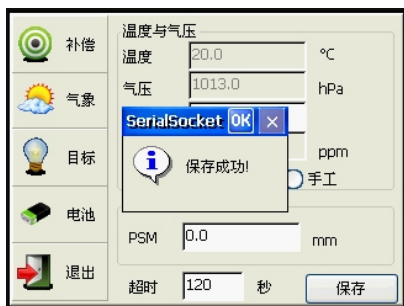 补偿
气象
目标
电池
退出
温度与气压
温度 20.0 °C
气压 1013.0 hPa
SerialSocket OK ×
保存成功!
ppm
手工
PSM 0.0 mm
超时 120 秒 保存